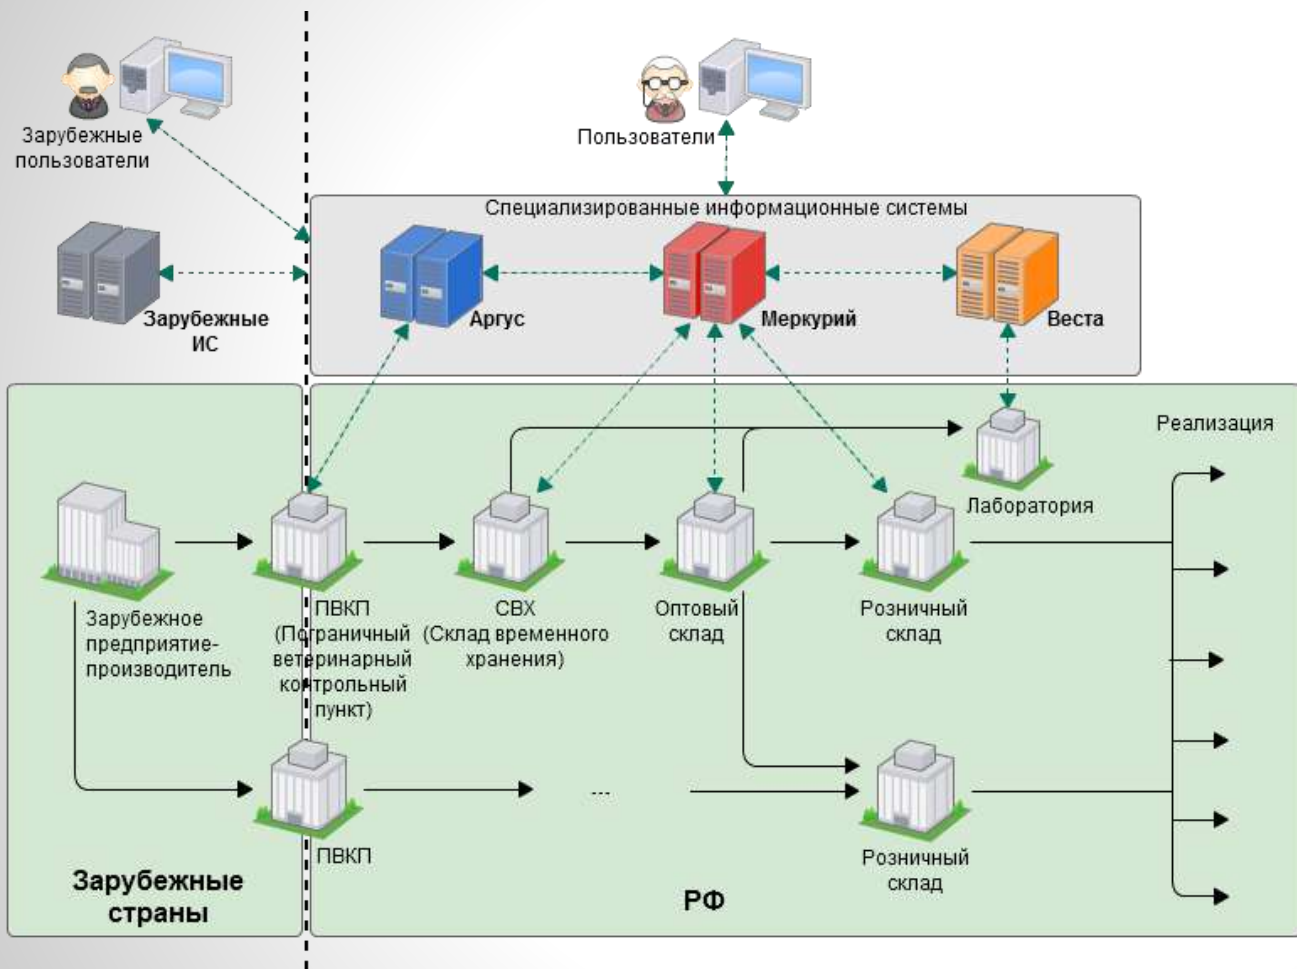 Зарубежные
пользователи
Пользователи
Специализированные информационные системы
Зарубежные
ИС
Аргус
Меркурий
Веста
Реализация
Лаборатория
Зарубежное
предприятие-
производитель
ПВКП
(Пограничный
ветеринарный
контрольный
пункт)
СВХ
(Склад временного
хранения)
Оптовый
склад
Розничный
склад
...
ПВКП
Розничный
склад
Зарубежные
страны
РФ